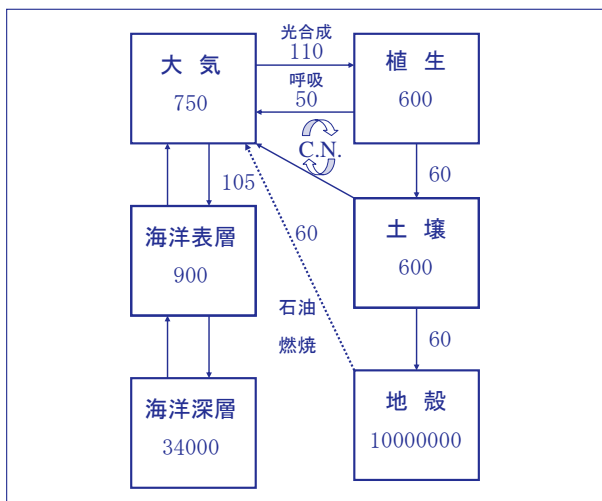 光合成
110
大 気
750
植 生
600
呼吸
50
C.N.
60
105
海洋表層
900
60
土 壌
600
石油
燃焼
60
海洋深層
34000
地 殻
10000000